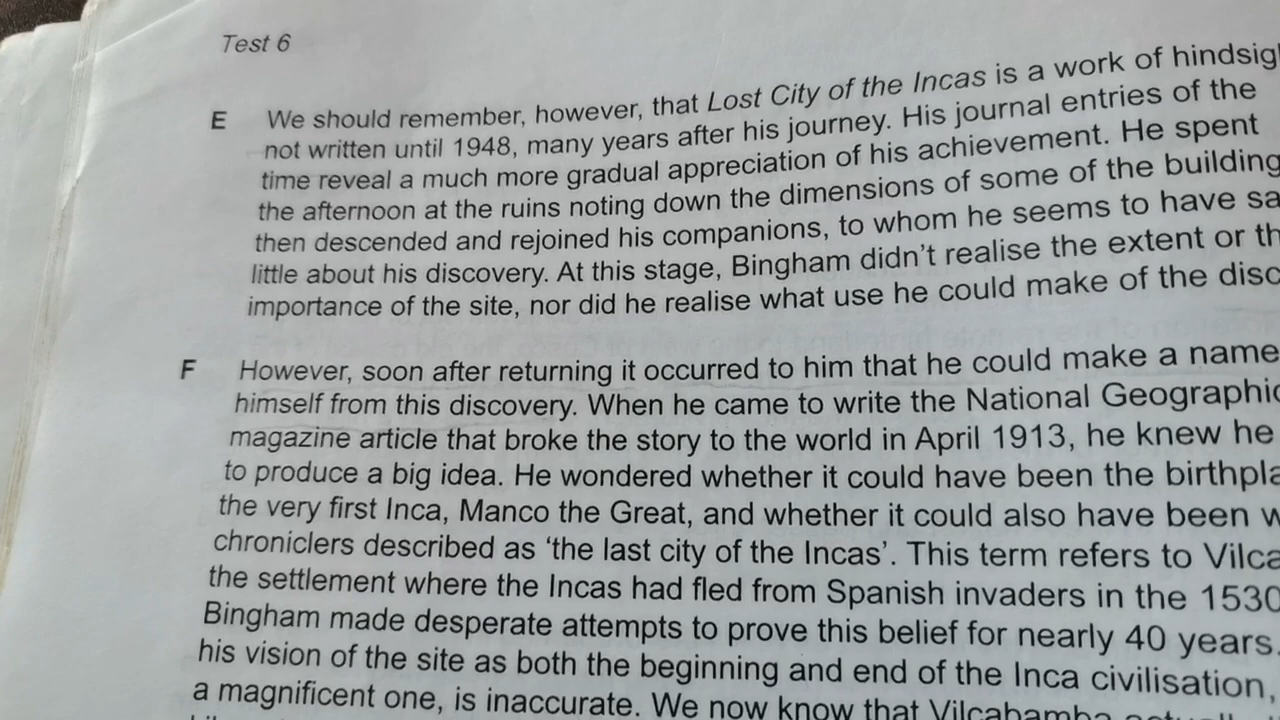 Test 6
E We should remember, however, that Lost City of the Incas is a work of
not written until 1948, many years after his journey. His journal entries of the
time reveal a much more gradual appreciation of his achievement. He spent
the afternoon at the ruins noting down the dimensions of some of the
then descended and rejoined his companions, to whom he seems to have
little about his discovery. At this stage, Bingham didn't realise the extent or
importance of the site, nor did he realise what use he could make of the
F However, soon after returning it occurred to him that he could make a name
himself from this discovery. When he came to write the National
magazine article that broke the story to the world in April 1913, he knew he
to produce a big idea. He wondered whether it could have been the
the very first Inca, Manco the Great, and whether it could also have been
chroniclers described as 'the last city of the Incas'. This term refers to
the settlement where the Incas had fled from Spanish invaders in the
Bingham made desperate attempts to prove this belief for nearly 40 years.
his vision of the site as both the beginning and end of the Inca civilisation,
a magnificent one, is inaccurate. We now know that Vilcabamba